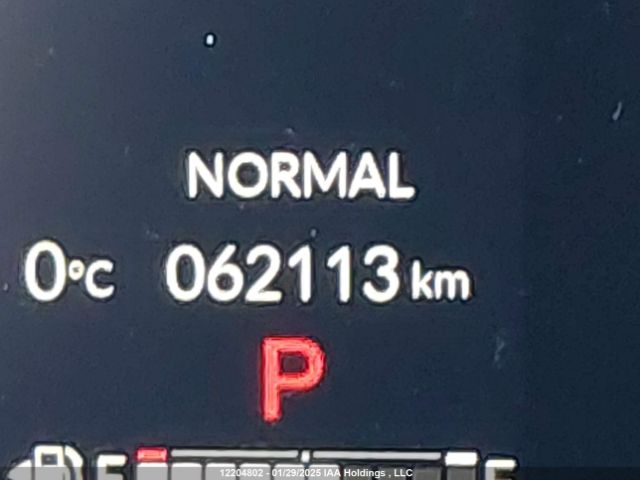 NORMAL
0°C 062113 km
P
E F
12204802 - 01/29/2025 IAA Holdings , LLC